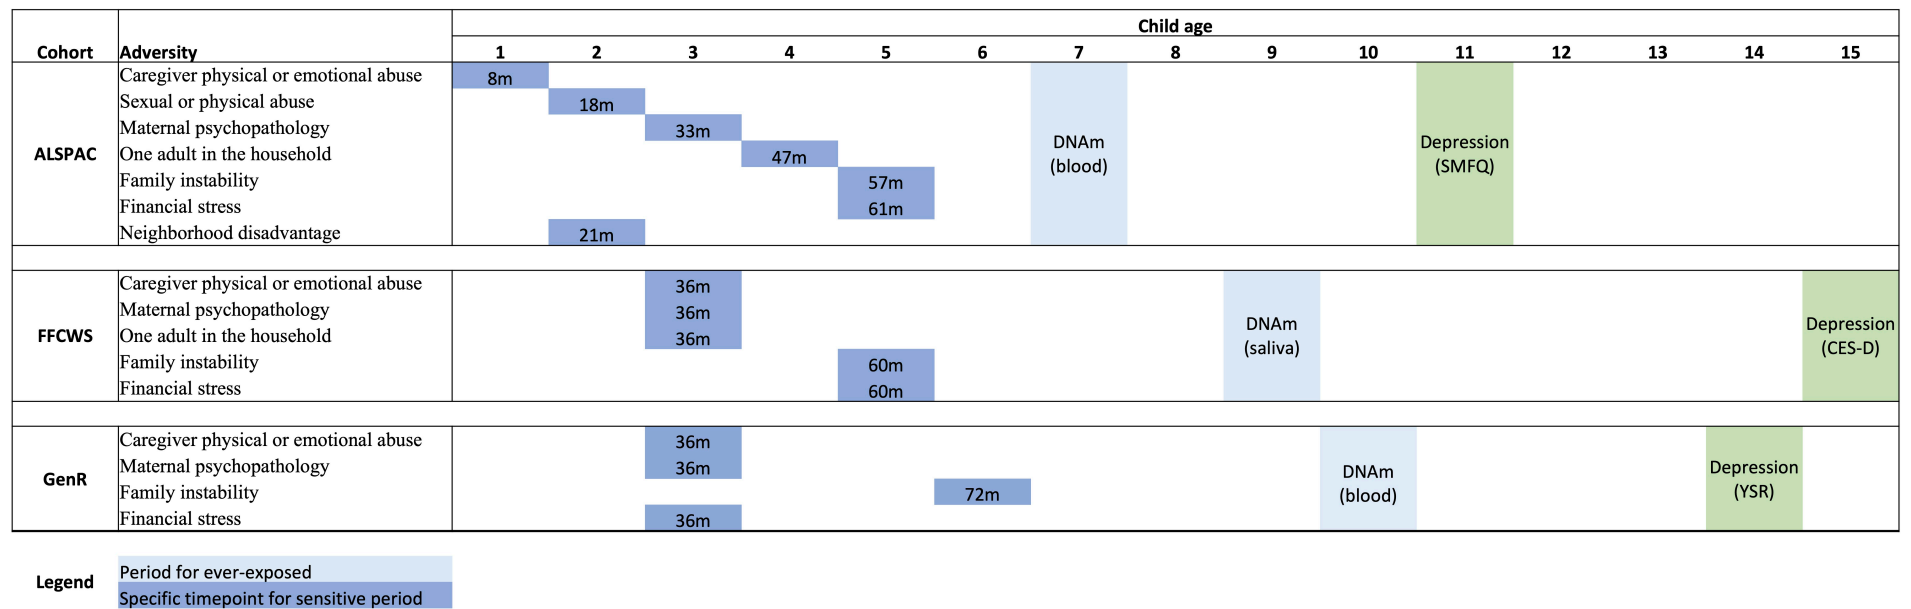 Child age
Cohort Adversity 1 2 3 4 5 6 7 8 9 10 11 12 13 14 15
Caregiver physical or emotional abuse 8m
Sexual or physical abuse 18m
Maternal psychopathology 33m
ALSPAC One adult in the household 47m DNAm (blood) Depression (SMFQ)
Family instability 57m
Financial stress 61m
Neighborhood disadvantage 21m
Caregiver physical or emotional abuse 36m
Maternal psychopathology 36m
FFCWS One adult in the household 36m DNAm (saliva) Depression (CES-D)
Family instability 60m
Financial stress 60m
Caregiver physical or emotional abuse 36m
Maternal psychopathology 36m
GenR DNAm (blood) Depression (YSR)
Family instability 72m
Financial stress 36m
Legend
Period for ever-exposed
Specific timepoint for sensitive period